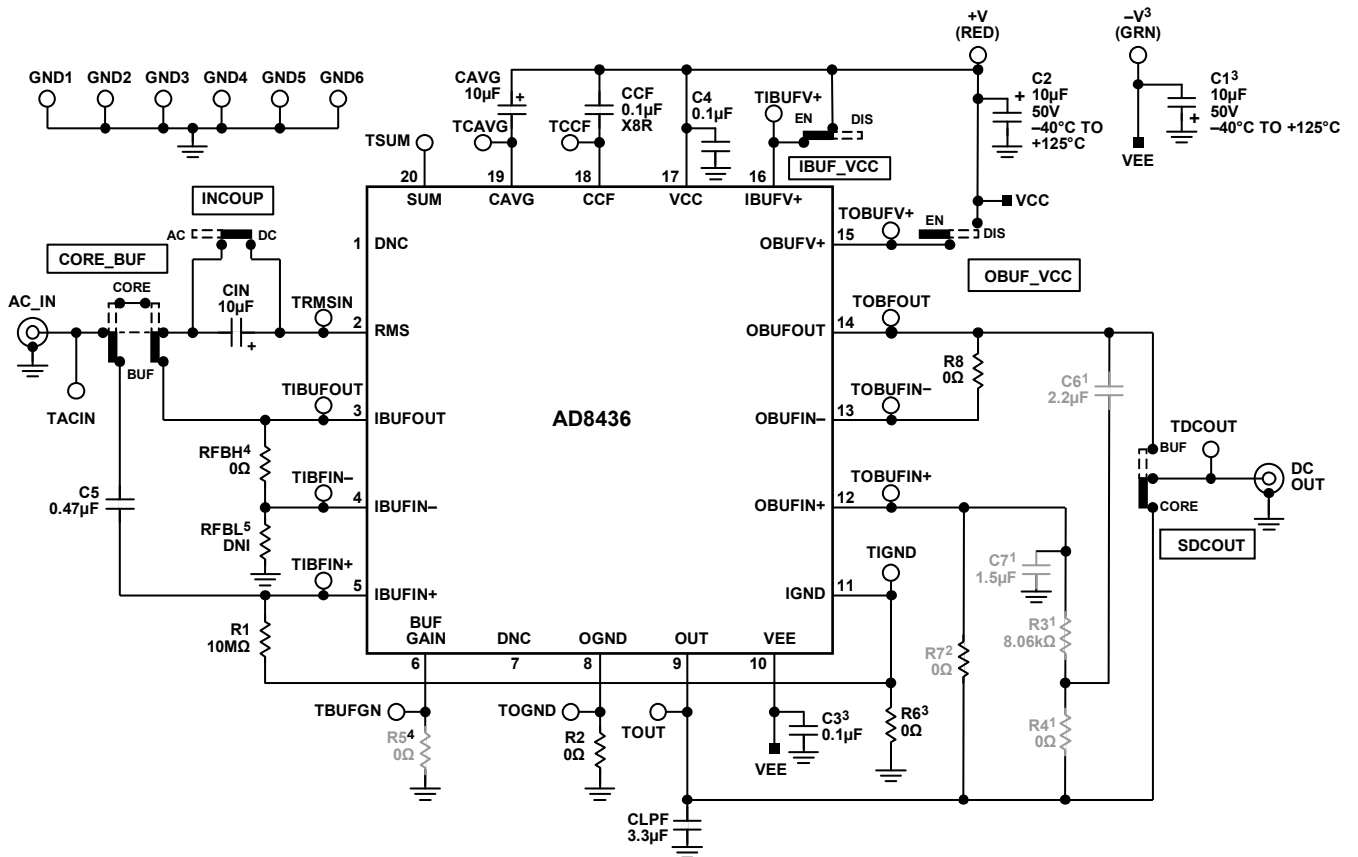 +V
(RED)
–V3
(GRN)
GND1 GND2 GND3 GND4 GND5 GND6
CAVG
10µF
+
CCF
0.1µF
X8R
C4
0.1µF
TIBUFV+
EN
DIS
IBUF_VCC
+
C2
10µF
50V
–40°C TO
+125°C
C13
10µF
50V
+
–40°C TO +125°C
VEE
TSUM
TCAVG
TCCF
20
SUM
19
CAVG
18
CCF
17
VCC
16
IBUFV+
VCC
INCOUP
AC
DC
CORE_BUF
CORE
BUF
AC_IN
TACIN
CIN
10µF
+
TRMSIN
1
DNC
2
RMS
TIBUFOUT
3
IBUFOUT
RFBH4
0Ω
TIBFIN–
4
IBUFIN–
RFBL5
DNI
TIBFIN+
5
IBUFIN+
C5
0.47µF
R1
10MΩ
AD8436
TOBUFV+
15
OBUFV+
EN
DIS
OBUF_VCC
TOBFOUT
14
OBUFOUT
R8
0Ω
TOBUFIN–
13
OBUFIN–
TOBUFIN+
12
OBUFIN+
TIGND
11
IGND
C61
2.2µF
C71
1.5µF
R31
8.06kΩ
R72
0Ω
R41
0Ω
TDCOUT
BUF
CORE
DC
OUT
SDCOUT
BUF
GAIN
6
DNC
7
OGND
8
OUT
9
VEE
10
TBUFGN
R54
0Ω
TOGND
R2
0Ω
TOUT
C33
0.1µF
VEE
R63
0Ω
CLPF
3.3µF